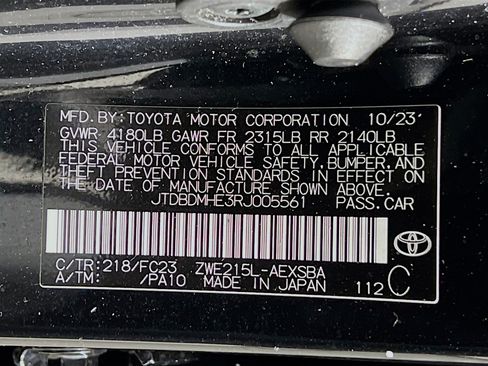 MFD.BY:TOYOTA MOTOR CORPORATION 10/23
GVWR 4180LB GAWR FR 2315LB RR 2140LB
THIS VEHICLE CONFORMS TO ALL APPLICABLE
FEDERAL MOTOR VEHICLE SAFETY, BUMPER, AND
THEFT PREVENTION STANDARDS IN EFFECT ON
THE DATE OF MANUFACTURE SHOWN ABOVE.
JTDBDMHE3RJ005561 PASS.CAR
C/TR:218/FC23 ZWE215L-AEXSBA
A/TM: /PA10 MADE IN JAPAN 112 C
TOYOTA